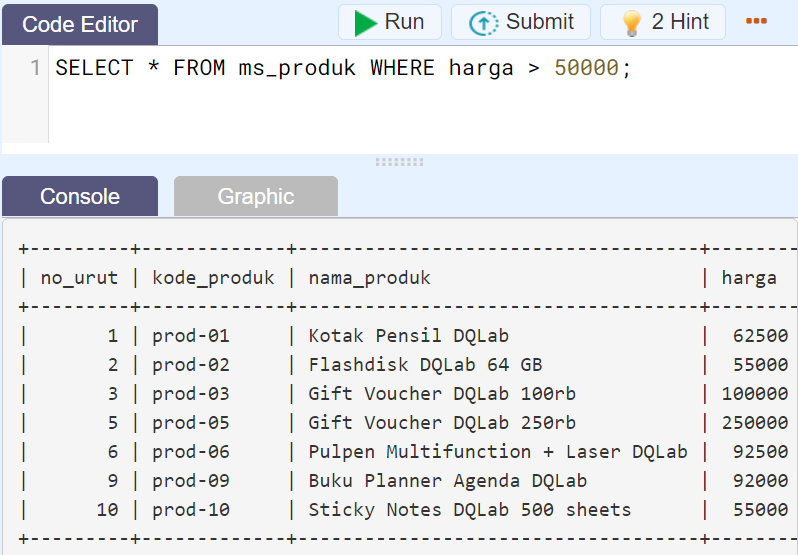 Code Editor Run Submit 2 Hint
1 SELECT * FROM ms_produk WHERE harga > 50000;
Console Graphic
+---------+-------------+------------------------------------+--------
| no_urut | kode_produk | nama_produk                        | harga
+---------+-------------+------------------------------------+--------
|       1 | prod-01     | Kotak Pensil DQLab                 |  62500
|       2 | prod-02     | Flashdisk DQLab 64 GB              |  55000
|       3 | prod-03     | Gift Voucher DQLab 100rb           | 100000
|       5 | prod-05     | Gift Voucher DQLab 250rb           | 250000
|       6 | prod-06     | Pulpen Multifunction + Laser DQLab |  92500
|       9 | prod-09     | Buku Planner Agenda DQLab          |  92000
|      10 | prod-10     | Sticky Notes DQLab 500 sheets      |  55000
+---------+-------------+------------------------------------+--------